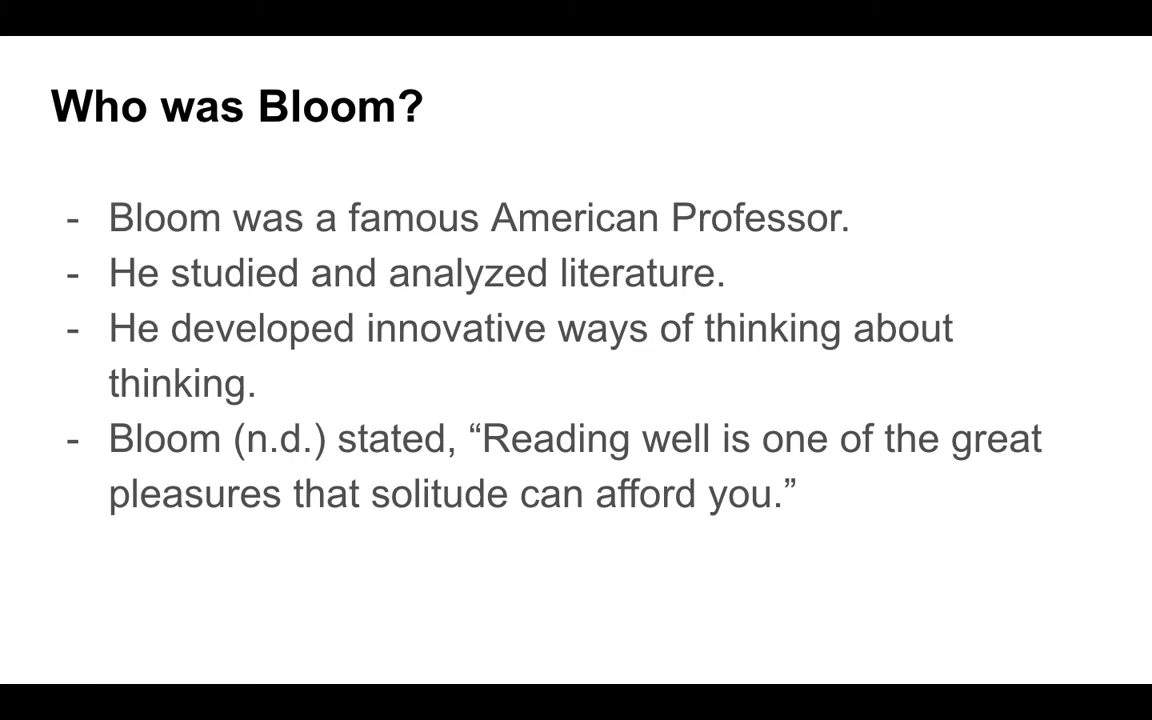 Who was Bloom?
- Bloom was a famous American Professor.
- He studied and analyzed literature.
- He developed innovative ways of thinking about
thinking.
- Bloom (n.d.) stated, “Reading well is one of the great
pleasures that solitude can afford you.”